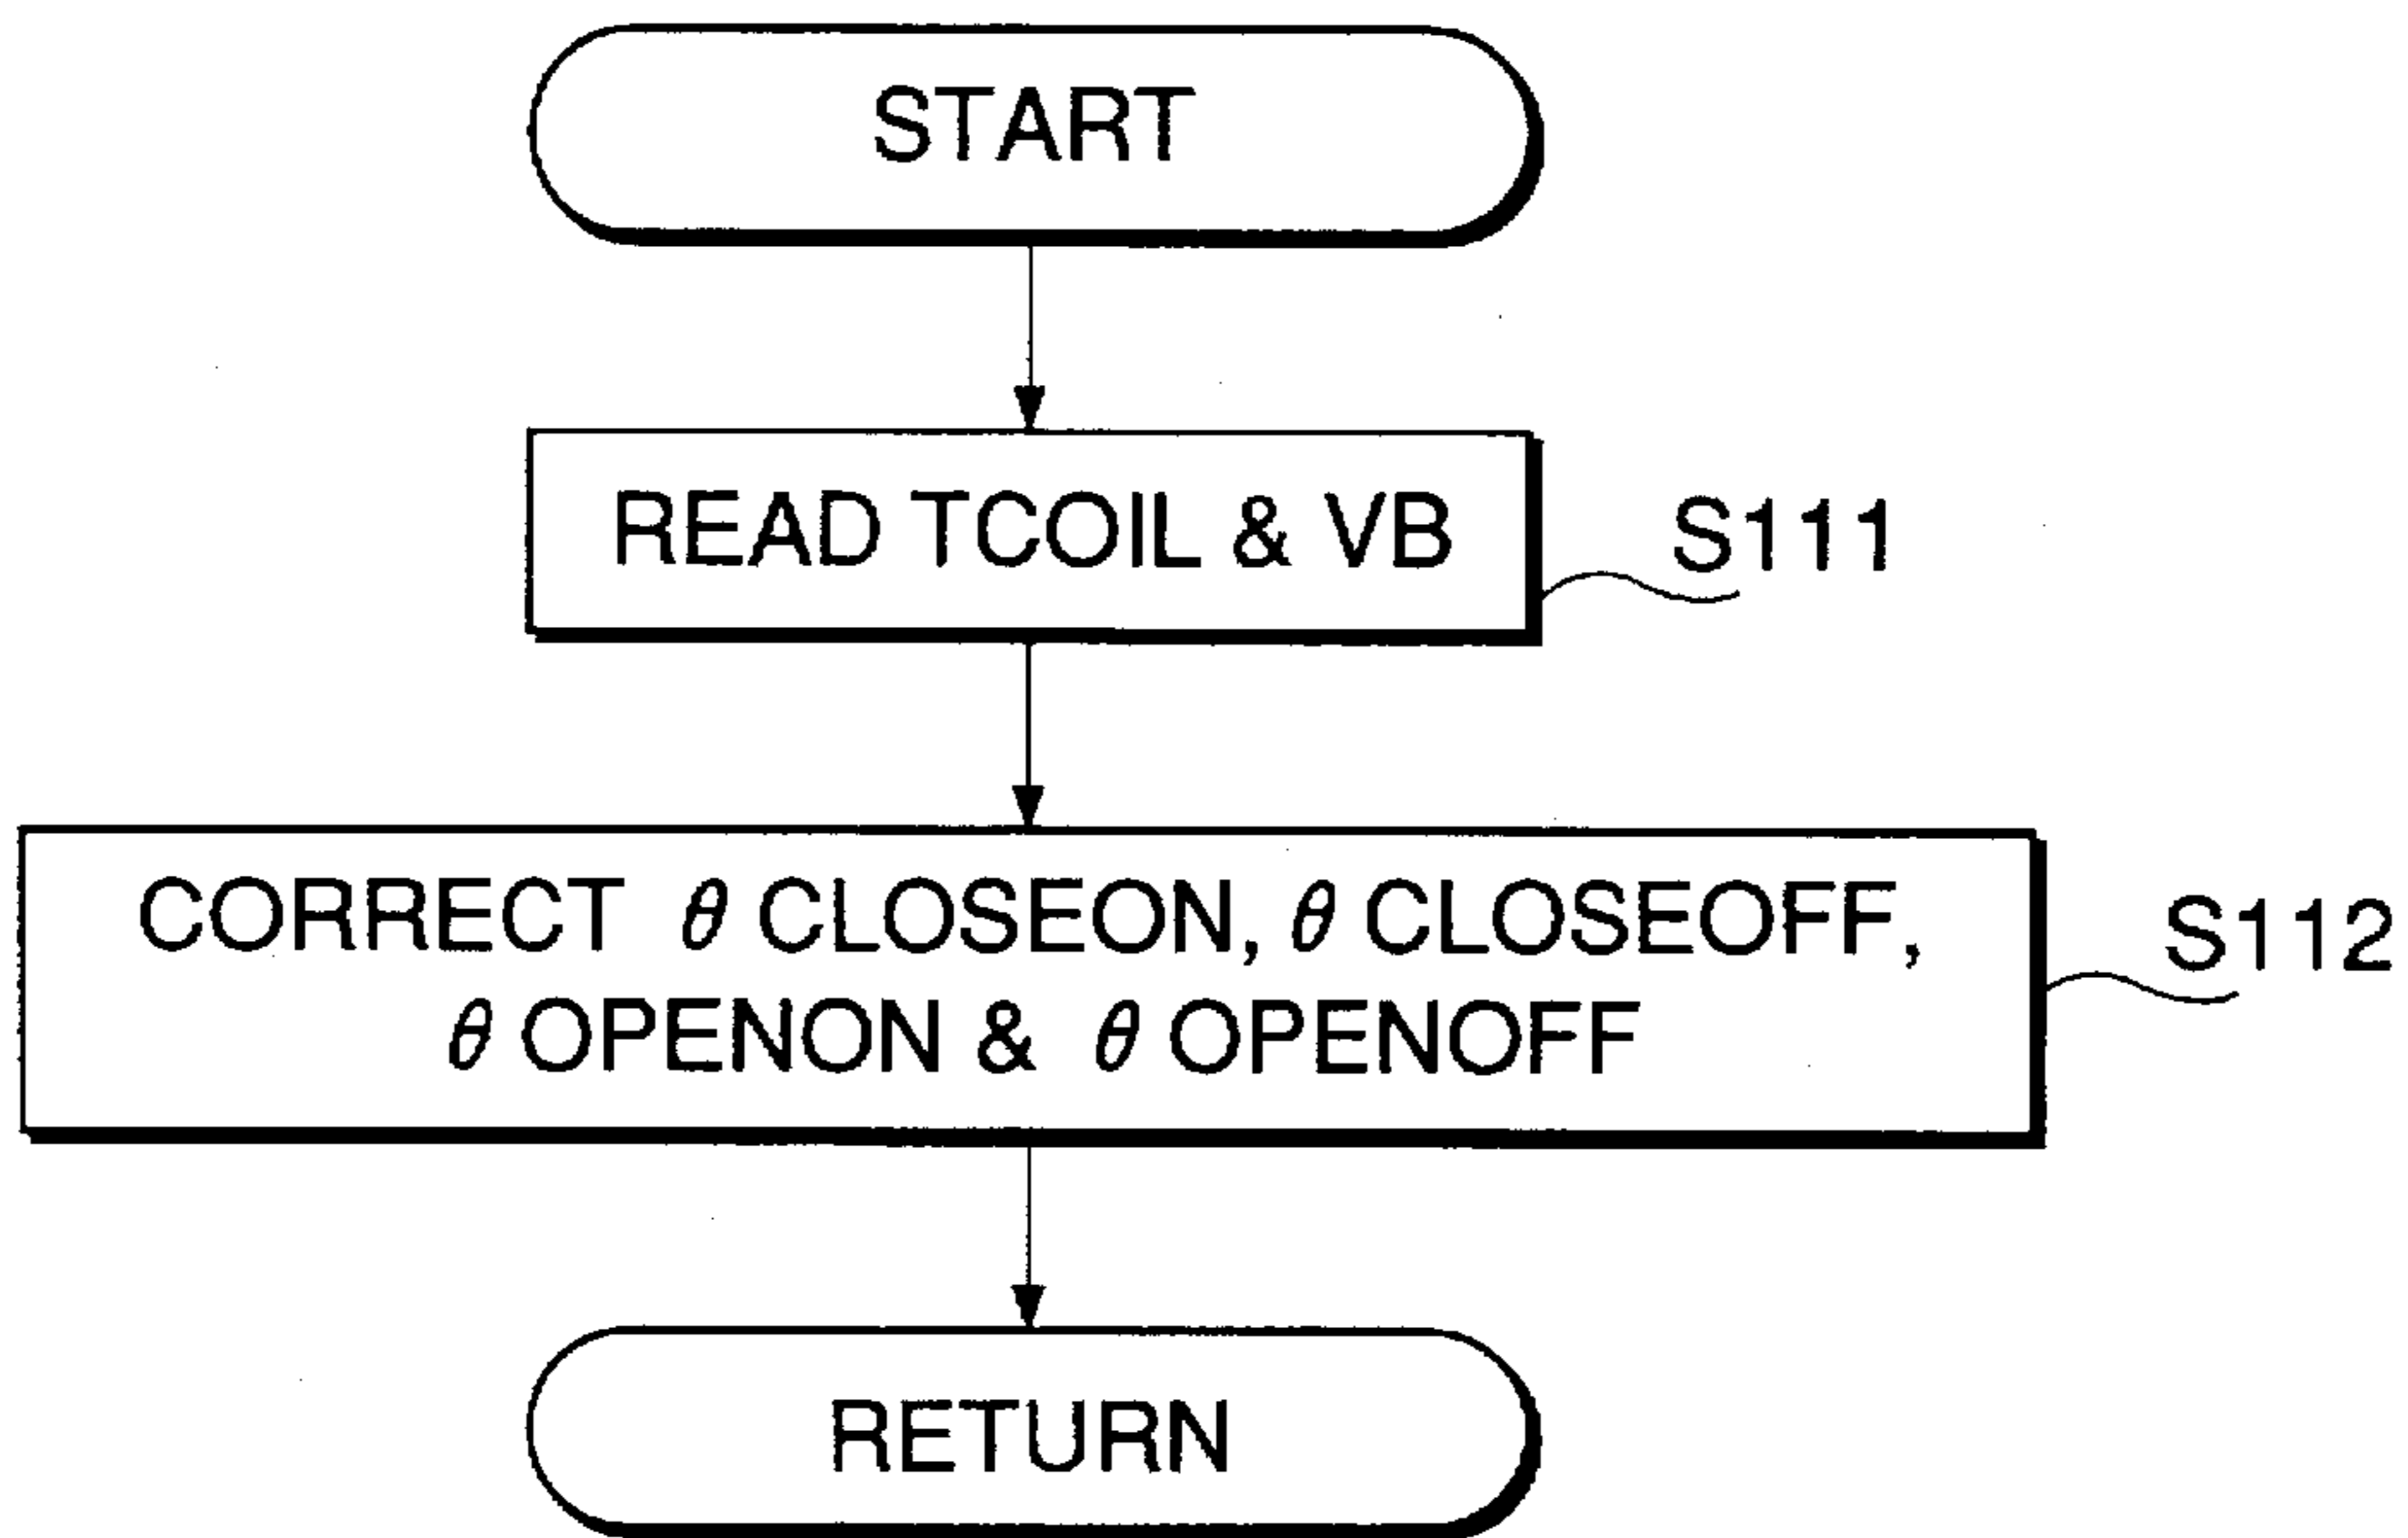 START
READ TCOIL & VB
S111
CORRECT θ CLOSEON, θ CLOSEOFF,
θ OPENON & θ OPENOFF
S112
RETURN